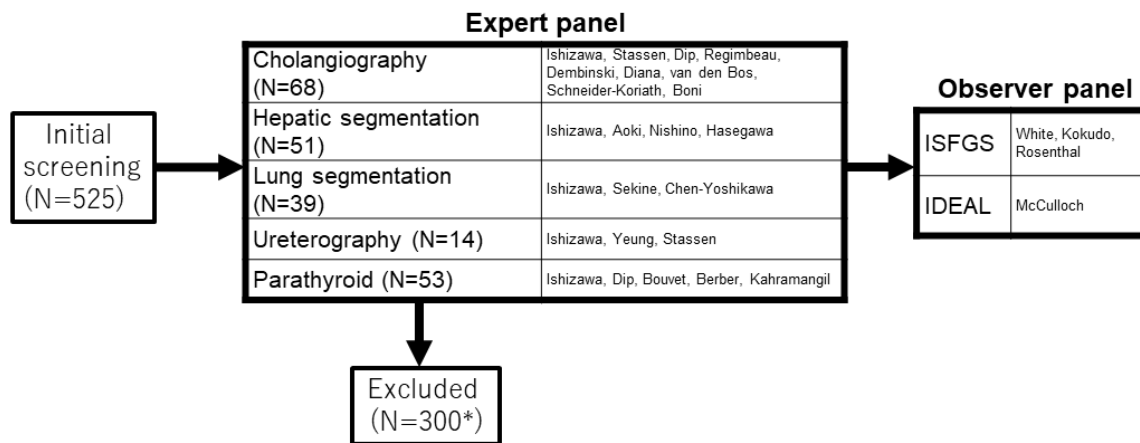 Expert panel
Initial
screening
(N=525)
Cholangiography
(N=68)
Ishizawa, Stassen, Dip, Regimbeau,
Dembinski, Diana, van den Bos,
Schneider-Koriath, Boni
Hepatic segmentation
(N=51)
Ishizawa, Aoki, Nishino, Hasegawa
Lung segmentation
(N=39)
Ishizawa, Sekine, Chen-Yoshikawa
Ureterography (N=14)
Ishizawa, Yeung, Stassen
Parathyroid (N=53)
Ishizawa, Dip, Bouvet, Berber, Kahramangil
Observer panel
ISFGS
White, Kokudo,
Rosenthal
IDEAL
McCulloch
Excluded
(N=300*)